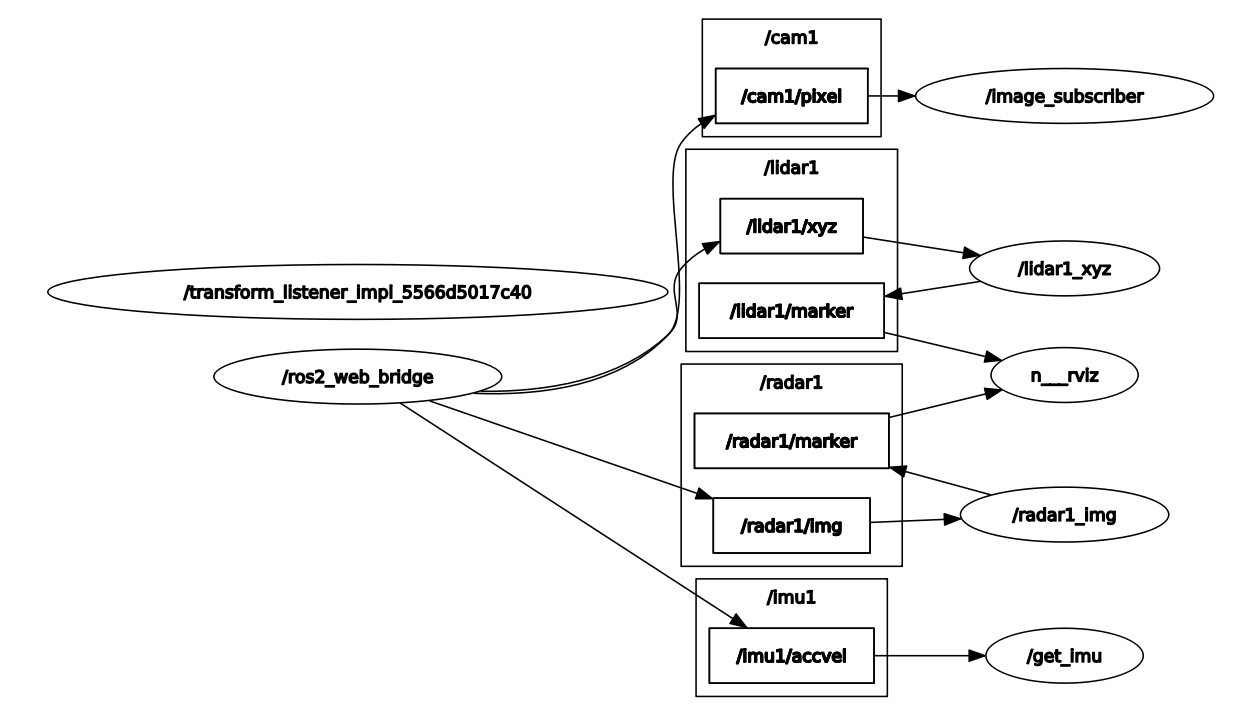 /cam1
/cam1/pixel
/image_subscriber
/lidar1
/lidar1/xyz
/lidar1_xyz
/transform_listener_impl_5566d5017c40
/lidar1/marker
/ros2_web_bridge
n___rviz
/radar1
/radar1/marker
/radar1_img
/radar1/img
/imu1
/imu1/accvel
/get_imu